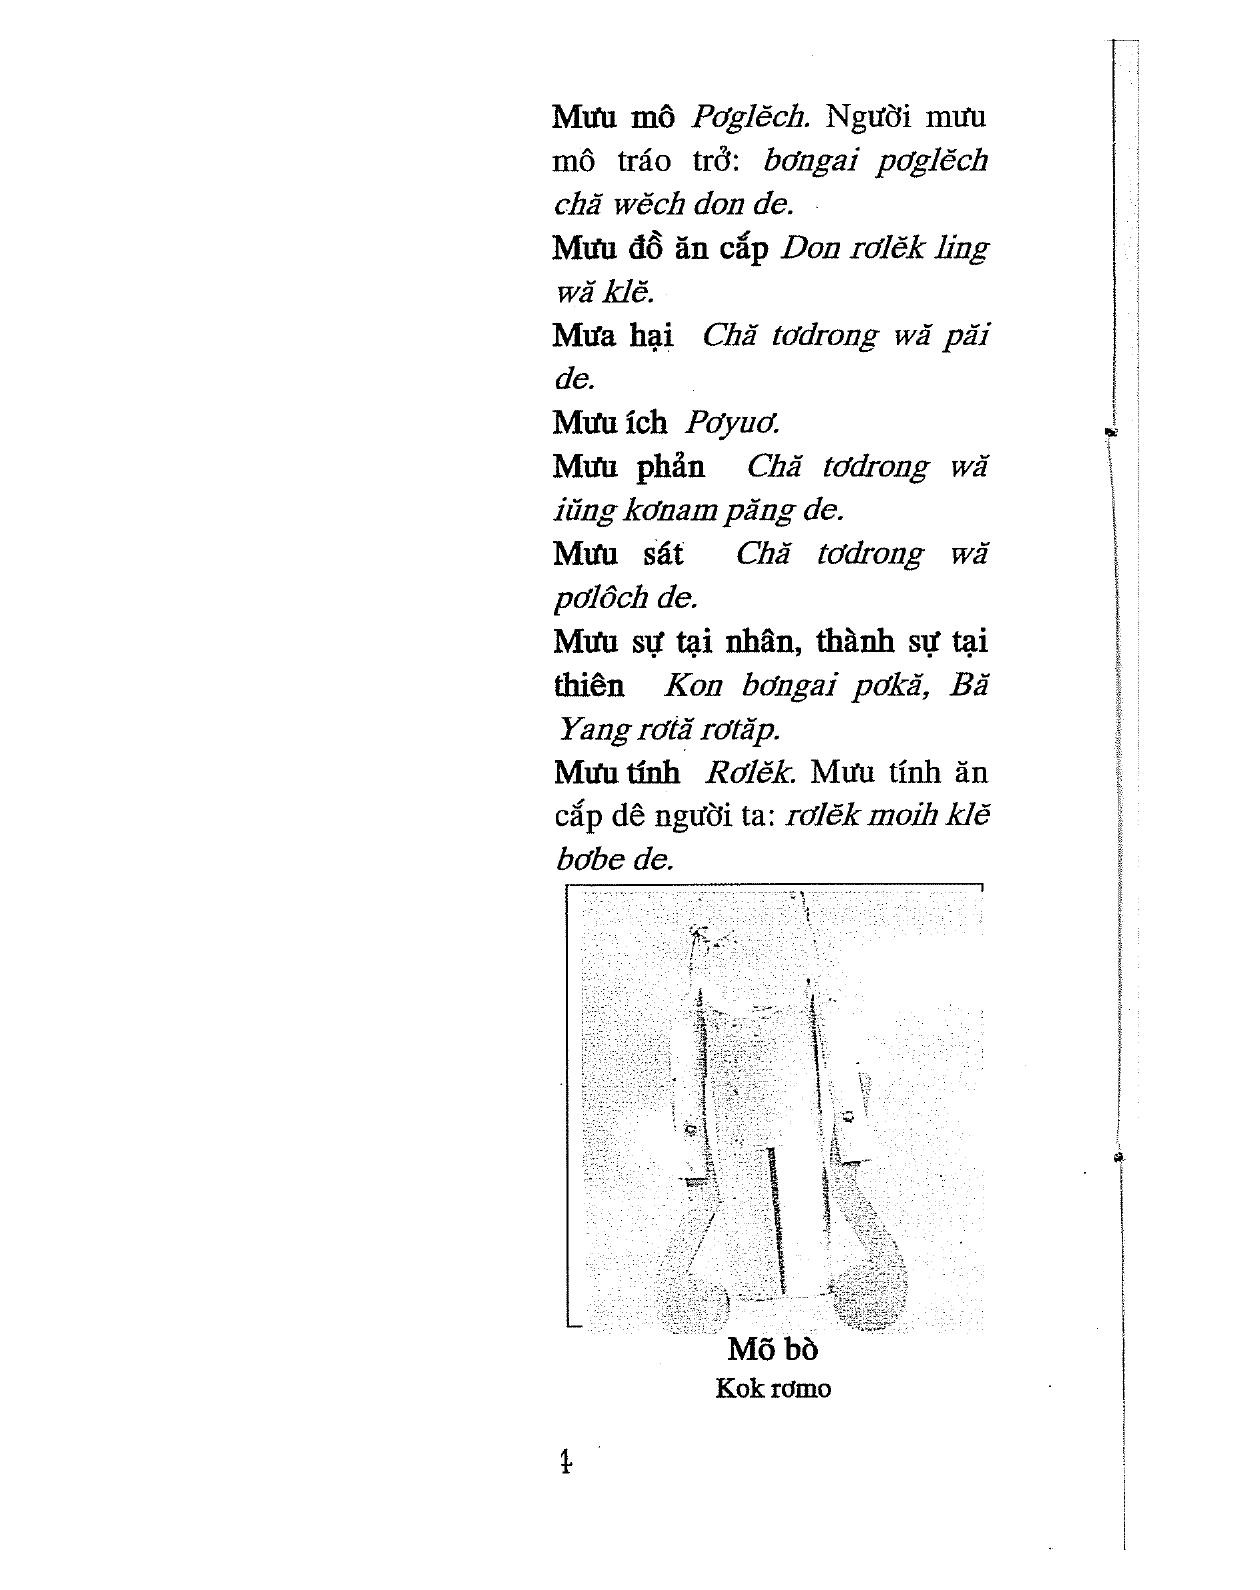 Mưu mô Pơglĕch. Người mưu
mô tráo trở: bơngai pơglĕch
chă wĕch don de.
Mưu đồ ăn cắp Don rơlĕk ling
wă klĕ.
Mưa hại Chă tơdrong wă păi
de.
Mưu ích Pơyuơ.
Mưu phản Chă tơdrong wă
iŭng kơnam păng de.
Mưu sát Chă tơdrong wă
pơlôch de.
Mưu sự tại nhân, thành sự tại
thiên Kon bơngai pơkă, Bă
Yang rơtă rơtăp.
Mưu tính Rơlĕk. Mưu tính ăn
cắp dê người ta: rơlĕk moih klĕ
bơbe de.
Mõ bò
Kok rơmo